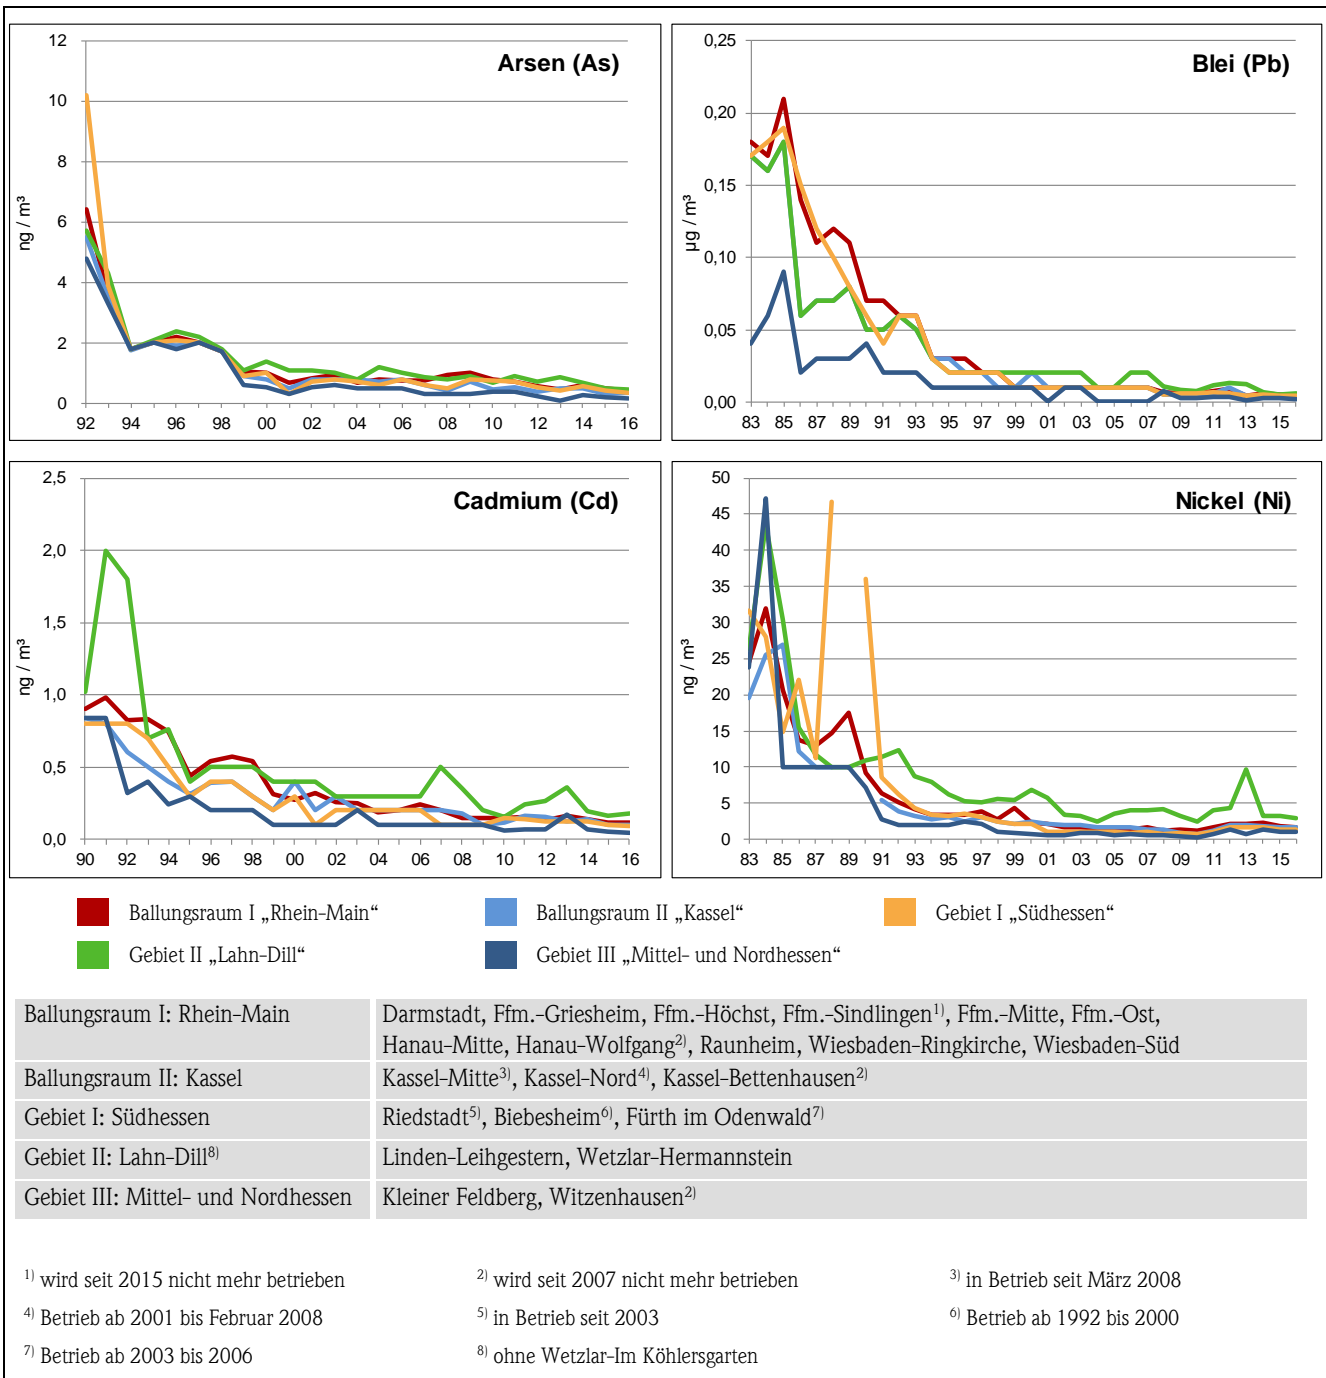 Arsen (As)
ng / m³
12
10
8
6
4
2
0
92 94 96 98 00 02 04 06 08 10 12 14 16
Blei (Pb)
µg / m³
0,25
0,20
0,15
0,10
0,05
0,00
83 85 87 89 91 93 95 97 99 01 03 05 07 09 11 13 15
Cadmium (Cd)
ng / m³
2,5
2,0
1,5
1,0
0,5
0,0
90 92 94 96 98 00 02 04 06 08 10 12 14 16
Nickel (Ni)
ng / m³
50
45
40
35
30
25
20
15
10
5
0
83 85 87 89 91 93 95 97 99 01 03 05 07 09 11 13 15
Ballungsraum I „Rhein-Main“
Ballungsraum II „Kassel“
Gebiet I „Südhessen“
Gebiet II „Lahn-Dill“
Gebiet III „Mittel- und Nordhessen“
Ballungsraum I: Rhein-Main
Darmstadt, Ffm.-Griesheim, Ffm.-Höchst, Ffm.-Sindlingen1), Ffm.-Mitte, Ffm.-Ost,
Hanau-Mitte, Hanau-Wolfgang2), Raunheim, Wiesbaden-Ringkirche, Wiesbaden-Süd
Ballungsraum II: Kassel
Kassel-Mitte3), Kassel-Nord4), Kassel-Bettenhausen2)
Gebiet I: Südhessen
Riedstadt5), Biebesheim6), Fürth im Odenwald7)
Gebiet II: Lahn-Dill8)
Linden-Leihgestern, Wetzlar-Hermannstein
Gebiet III: Mittel- und Nordhessen
Kleiner Feldberg, Witzenhausen2)
1) wird seit 2015 nicht mehr betrieben
2) wird seit 2007 nicht mehr betrieben
3) in Betrieb seit März 2008
4) Betrieb ab 2001 bis Februar 2008
5) in Betrieb seit 2003
6) Betrieb ab 1992 bis 2000
7) Betrieb ab 2003 bis 2006
8) ohne Wetzlar-Im Köhlersgarten